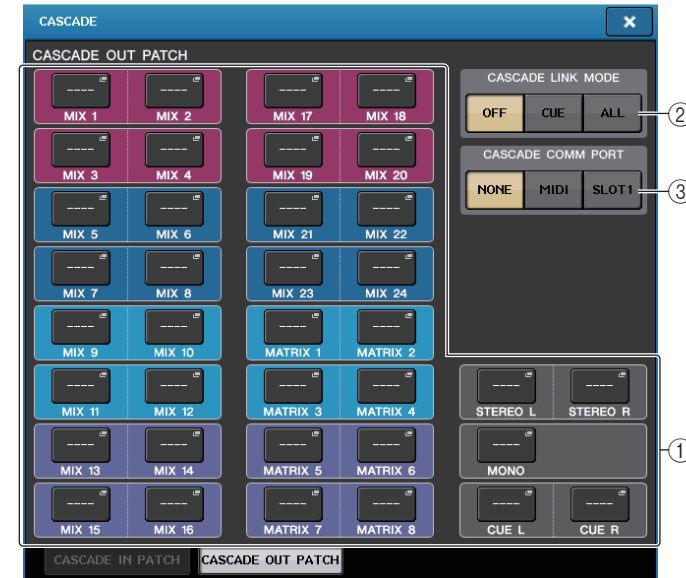 CASCADE
×
CASCADE OUT PATCH
---- ---- ---- ----
MIX 1 MIX 2 MIX 17 MIX 18
---- ---- ---- ----
MIX 3 MIX 4 MIX 19 MIX 20
---- ---- ---- ----
MIX 5 MIX 6 MIX 21 MIX 22
---- ---- ---- ----
MIX 7 MIX 8 MIX 23 MIX 24
---- ---- ---- ----
MIX 9 MIX 10 MATRIX 1 MATRIX 2
---- ---- ---- ----
MIX 11 MIX 12 MATRIX 3 MATRIX 4
---- ---- ---- ----
MIX 13 MIX 14 MATRIX 5 MATRIX 6
---- ---- ---- ----
MIX 15 MIX 16 MATRIX 7 MATRIX 8
CASCADE LINK MODE
OFF CUE ALL
②
CASCADE COMM PORT
NONE MIDI SLOT1
③
---- ----
STEREO L STEREO R
----
MONO
①
---- ----
CUE L CUE R
CASCADE IN PATCH CASCADE OUT PATCH